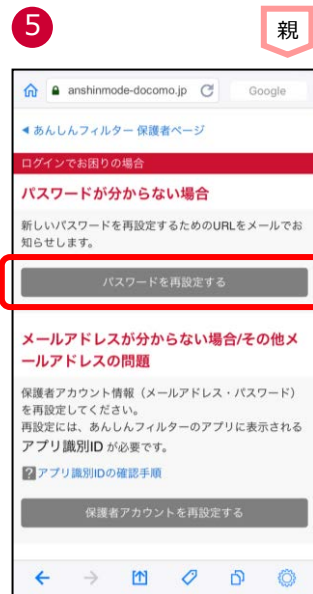 5
親
anshinmode-docomo.jp
Google
◀ あんしんフィルター 保護者ページ
ログインでお困りの場合
パスワードが分からない場合
新しいパスワードを再設定するためのURLをメールでお
知らせします。
パスワードを再設定する
メールアドレスが分からない場合/その他メ
ールアドレスの問題
保護者アカウント情報（メールアドレス・パスワード）
を再設定してください。
再設定には、あんしんフィルターのアプリに表示される
アプリ識別ID が必要です。
?アプリ識別IDの確認手順
保護者アカウントを再設定する